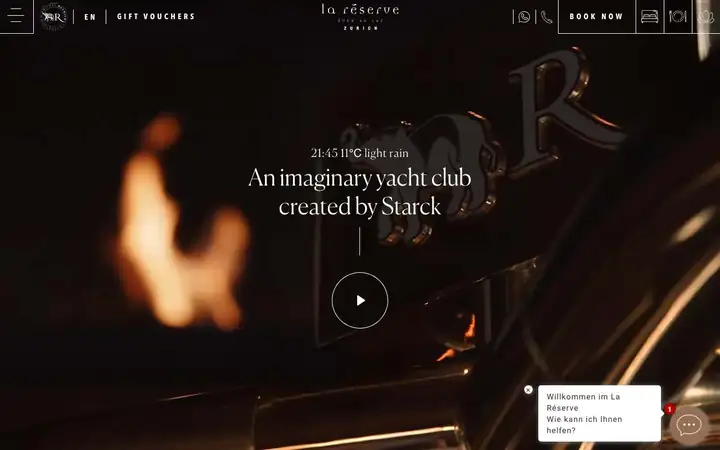 EN
GIFT VOUCHERS
la réserve
ZURICH
BOOK NOW
R
21:45 11°C light rain
An imaginary yacht club
created by Starck
Willkommen im La
Réserve
Wie kann ich Ihnen
helfen?
1